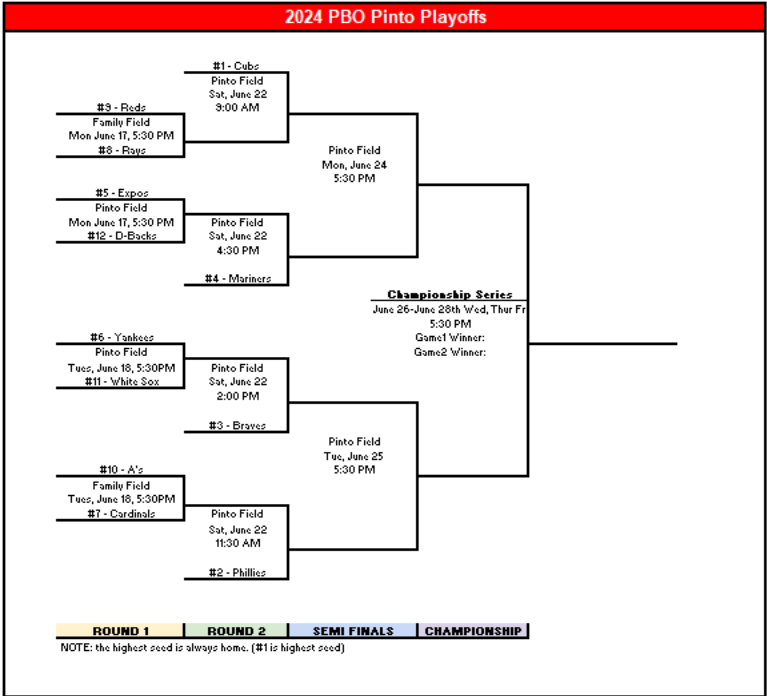 2024 PBO Pinto Playoffs
#1 - Cubs
Pinto Field
Sat, June 22
9:00 AM
#9 - Reds
Family Field
Mon June 17, 5:30 PM
#8 - Rays
Pinto Field
Mon, June 24
5:30 PM
#5 - Expos
Pinto Field
Mon June 17, 5:30 PM
#12 - D-Backs
Pinto Field
Sat, June 22
4:30 PM
#4 - Mariners
Championship Series
June 26-June 28th Wed, Thur Fr
5:30 PM
Game1 Winner:
Game2 Winner:
#6 - Yankees
Pinto Field
Tues, June 18, 5:30PM
#11 - White Sox
Pinto Field
Sat, June 22
2:00 PM
#3 - Braves
Pinto Field
Tue, June 25
5:30 PM
#10 - A's
Family Field
Tues, June 18, 5:30PM
#7 - Cardinals
Pinto Field
Sat, June 22
11:30 AM
#2 - Phillies
ROUND 1 ROUND 2 SEMI FINALS CHAMPIONSHIP
NOTE: the highest seed is always home. (#1 is highest seed)